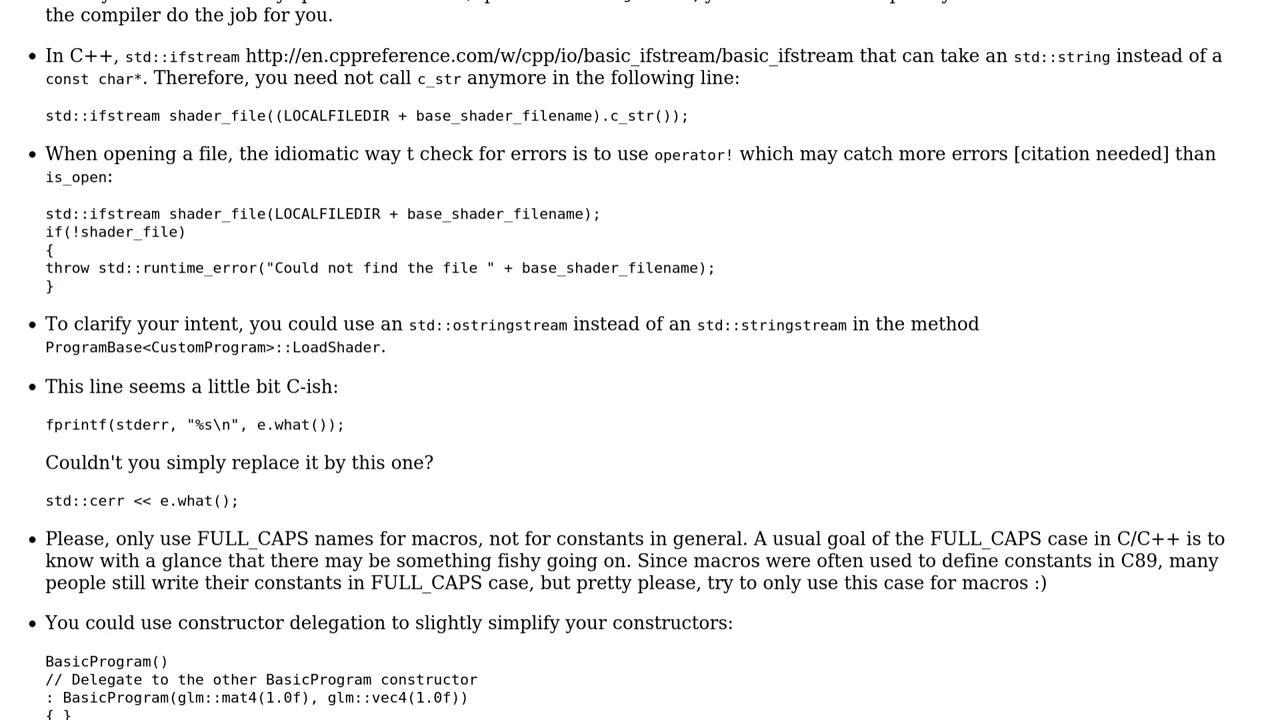 the compiler do the job for you.
• In C++, std::ifstream http://en.cppreference.com/w/cpp/io/basic_ifstream/basic_ifstream that can take an std::string instead of a
const char*. Therefore, you need not call c_str anymore in the following line:
std::ifstream shader_file((LOCALFILEDIR + base_shader_filename).c_str());
• When opening a file, the idiomatic way t check for errors is to use operator! which may catch more errors [citation needed] than
is_open:
std::ifstream shader_file(LOCALFILEDIR + base_shader_filename);
if(!shader_file)
{
throw std::runtime_error("Could not find the file " + base_shader_filename);
}
• To clarify your intent, you could use an std::ostringstream instead of an std::stringstream in the method
ProgramBase<CustomProgram>::LoadShader.
• This line seems a little bit C-ish:
fprintf(stderr, "%s\n", e.what());
Couldn't you simply replace it by this one?
std::cerr << e.what();
• Please, only use FULL_CAPS names for macros, not for constants in general. A usual goal of the FULL_CAPS case in C/C++ is to
know with a glance that there may be something fishy going on. Since macros were often used to define constants in C89, many
people still write their constants in FULL_CAPS case, but pretty please, try to only use this case for macros :)
• You could use constructor delegation to slightly simplify your constructors:
BasicProgram()
// Delegate to the other BasicProgram constructor
: BasicProgram(glm::mat4(1.0f), glm::vec4(1.0f))
{ }